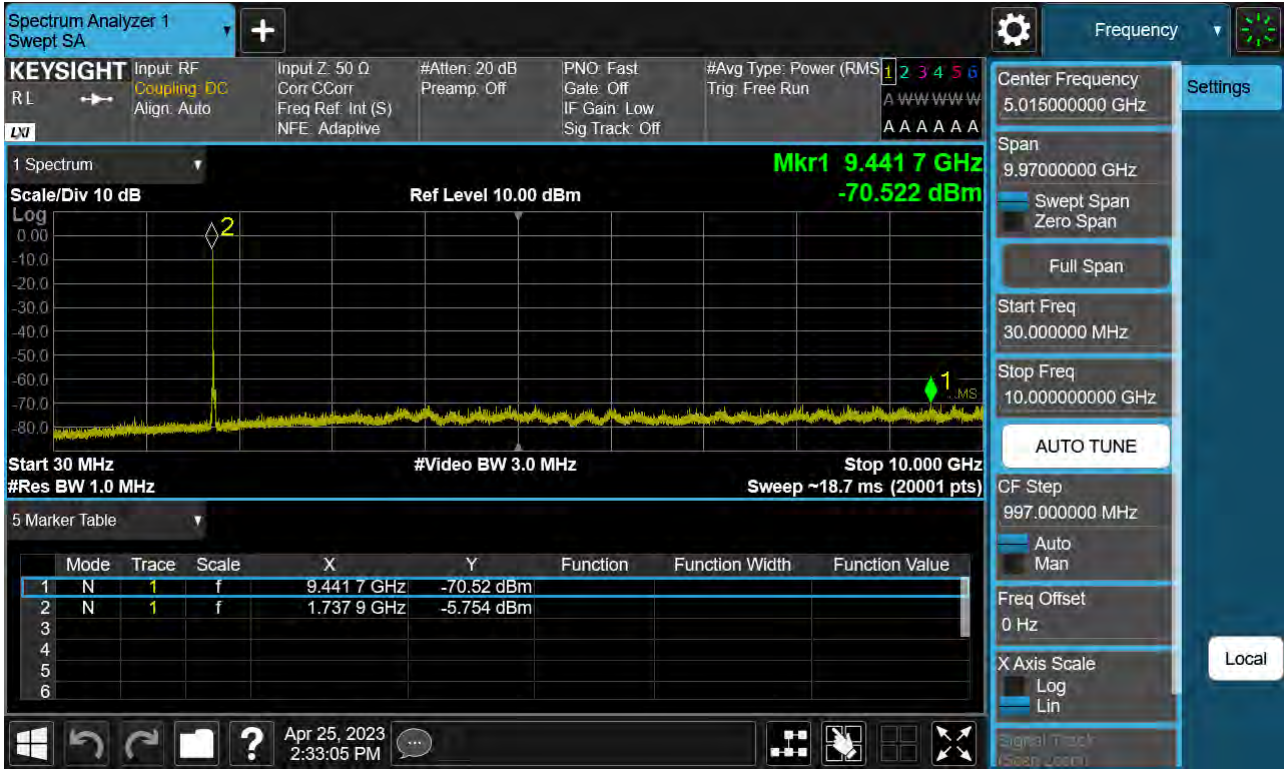 Spectrum Analyzer 1
Swept SA
+
Frequency
KEYSIGHT
RL
LXI
Input: RF
Coupling: DC
Align: Auto
Input Z: 50 Ω
Corr CCorr
Freq Ref: Int (S)
NFE: Adaptive
#Atten: 20 dB
Preamp: Off
PNO: Fast
Gate: Off
IF Gain: Low
Sig Track: Off
#Avg Type: Power (RMS
Trig: Free Run
1 2 3 4 5 6
A W W W W W
A A A A A A
1 Spectrum
Mkr1 9.441 7 GHz
-70.522 dBm
Scale/Div 10 dB
Ref Level 10.00 dBm
Log
0.00
-10.0
-20.0
-30.0
-40.0
-50.0
-60.0
-70.0
-80.0
2
1
MS
Start 30 MHz
#Video BW 3.0 MHz
Stop 10.000 GHz
#Res BW 1.0 MHz
Sweep ~18.7 ms (20001 pts)
5 Marker Table
Mode Trace Scale X Y Function Function Width Function Value
1 N 1 f 9.441 7 GHz -70.52 dBm
2 N 1 f 1.737 9 GHz -5.754 dBm
3
4
5
6
Center Frequency
5.015000000 GHz
Settings
Span
9.97000000 GHz
Swept Span
Zero Span
Full Span
Start Freq
30.000000 MHz
Stop Freq
10.000000000 GHz
AUTO TUNE
CF Step
997.000000 MHz
Auto
Man
Freq Offset
0 Hz
X Axis Scale
Log
Lin
Local
Signal Track
(Span Zoom)
?
Apr 25, 2023
2:33:05 PM